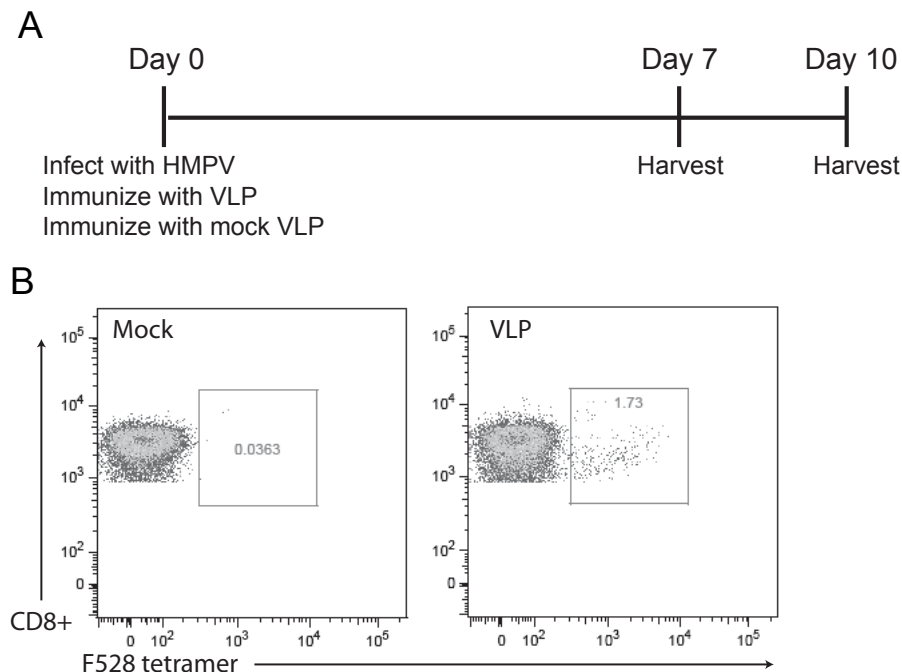 A
Day 0 Day 7 Day 10
Infect with HMPV Harvest Harvest
Immunize with VLP
Immunize with mock VLP
B
Mock VLP
10^5 10^5
10^4 10^4
1.73
0.0363
10^3 10^3
10^2 10^2
0 0
CD8+
0 10^2 10^3 10^4 10^5 0 10^2 10^3 10^4 10^5
F528 tetramer